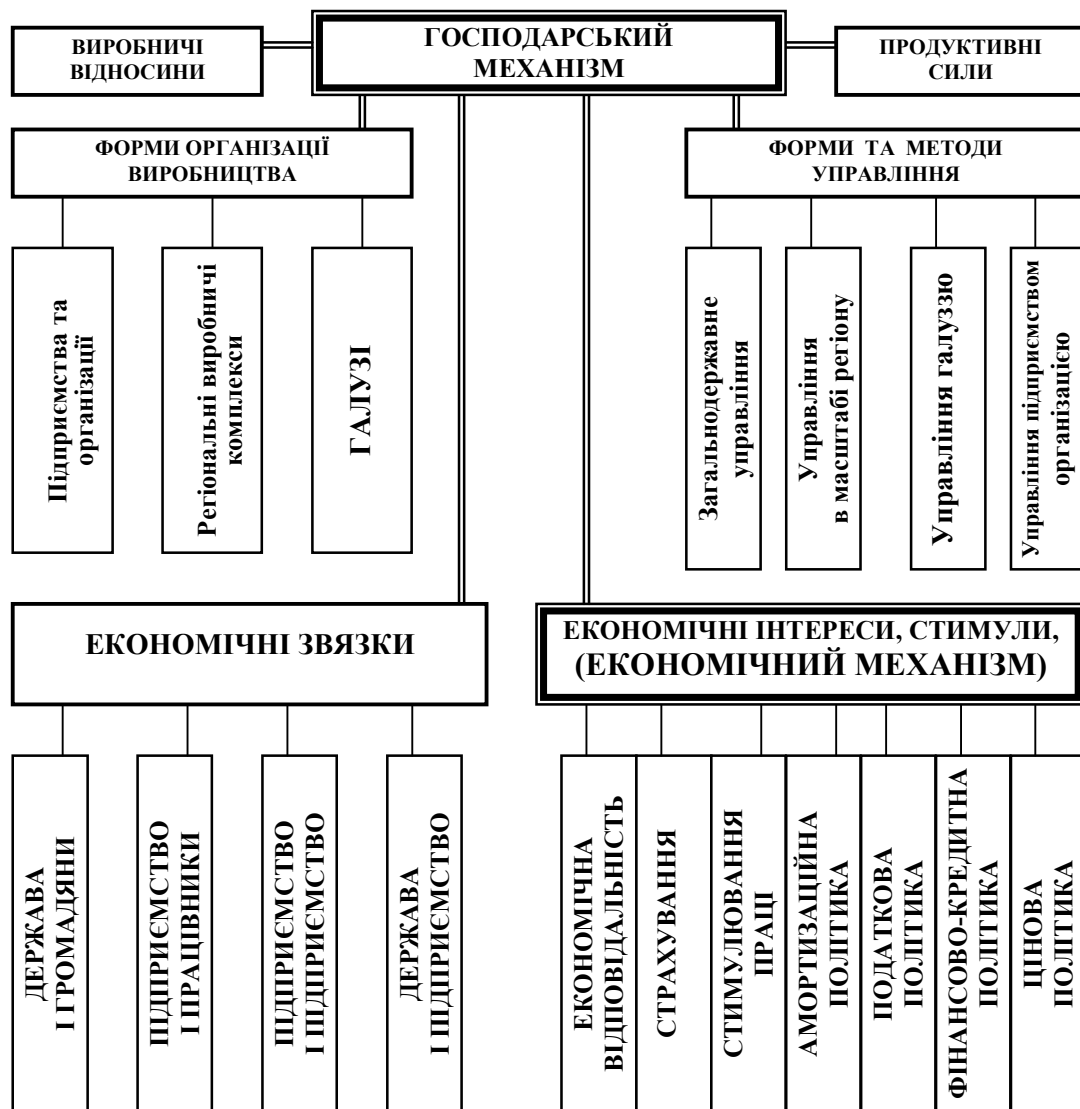 ГОСПОДАРСЬКИЙ
МЕХАНІЗМ
ВИРОБНИЧІ
ВІДНОСИНИ
ПРОДУКТИВНІ
СИЛИ
ФОРМИ ОРГАНІЗАЦІЇ
ВИРОБНИЦТВА
ФОРМИ ТА МЕТОДИ
УПРАВЛІННЯ
Підприємства та
організації
Регіональні виробничі
комплекси
ГАЛУЗІ
Загальнодержавне
управління
Управління
в масштабі регіону
Управління галуззю
Управління підприємством
організацією
ЕКОНОМІЧНІ ЗВЯЗКИ
ЕКОНОМІЧНІ ІНТЕРЕСИ, СТИМУЛИ,
(ЕКОНОМІЧНИЙ МЕХАНІЗМ)
ДЕРЖАВА
І ГРОМАДЯНИ
ПІДПРИЄМСТВО
І ПРАЦІВНИКИ
ПІДПРИЄМСТВО
І ПІДПРИЄМСТВО
ДЕРЖАВА
І ПІДПРИЄМСТВО
ЕКОНОМІЧНА
ВІДПОВІДАЛЬНІСТЬ
СТРАХУВАННЯ
СТИМУЛЮВАННЯ
ПРАЦІ
АМОРТИЗАЦІЙНА
ПОЛІТИКА
ПОДАТКОВА
ПОЛІТИКА
ФІНАНСОВО-КРЕДИТНА
ПОЛІТИКА
ЦІНОВА
ПОЛІТИКА